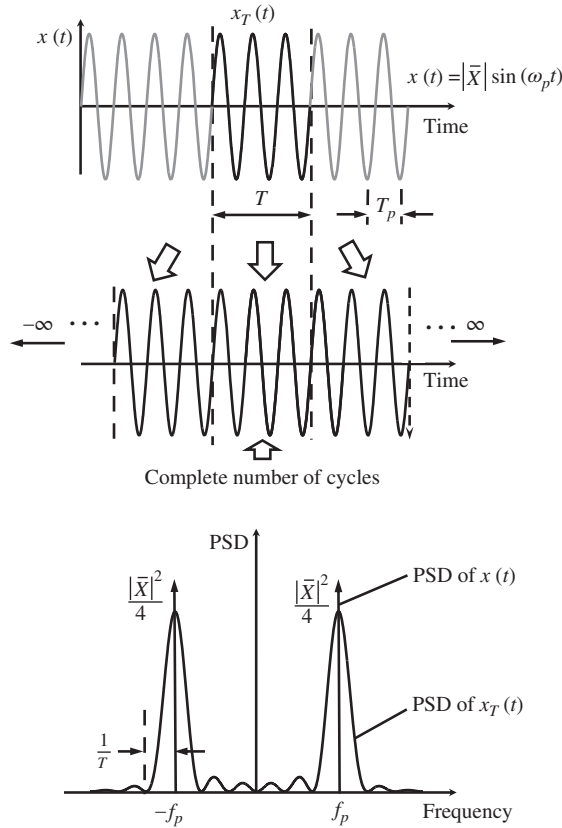 x_T (t)
x (t)
x (t) = |X̄| sin (ω_p t)
Time
T
T_p
−∞ ··· ··· ∞
Time
Complete number of cycles
PSD
|X̄|²/4
|X̄|²/4
PSD of x (t)
PSD of x_T (t)
1/T
−f_p
f_p
Frequency